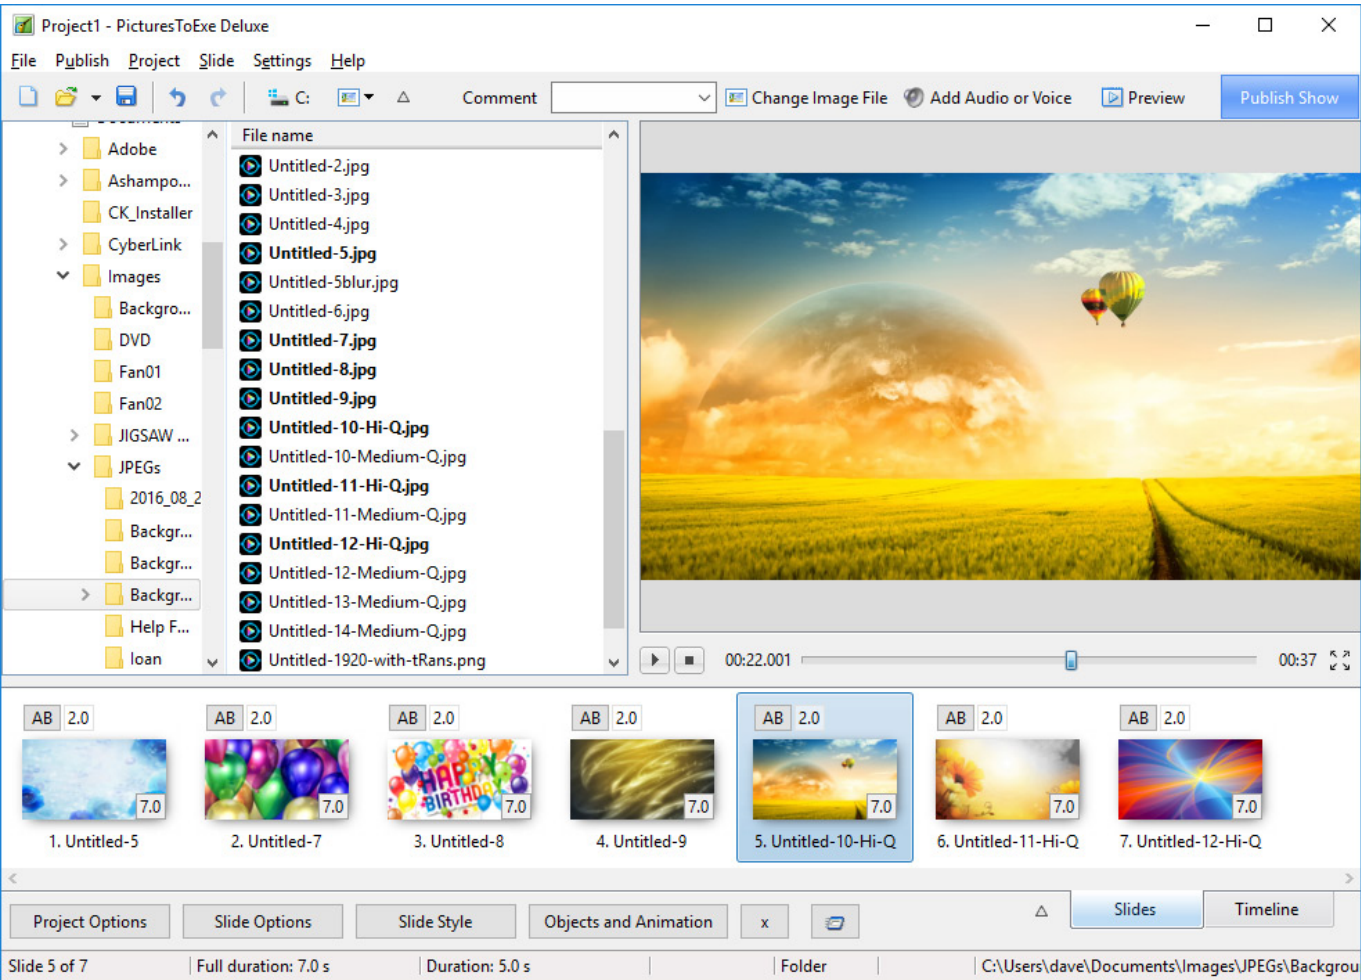 Project1 - PicturesToExe Deluxe
File Publish Project Slide Settings Help
C: Comment Change Image File Add Audio or Voice Preview Publish Show
Adobe
Ashampo...
CK_Installer
CyberLink
Images
Backgro...
DVD
Fan01
Fan02
JIGSAW ...
JPEGs
2016_08_2
Backgr...
Backgr...
Backgr...
Help F...
Ioan
File name
Untitled-2.jpg
Untitled-3.jpg
Untitled-4.jpg
Untitled-5.jpg
Untitled-5blur.jpg
Untitled-6.jpg
Untitled-7.jpg
Untitled-8.jpg
Untitled-9.jpg
Untitled-10-Hi-Q.jpg
Untitled-10-Medium-Q.jpg
Untitled-11-Hi-Q.jpg
Untitled-11-Medium-Q.jpg
Untitled-12-Hi-Q.jpg
Untitled-12-Medium-Q.jpg
Untitled-13-Medium-Q.jpg
Untitled-14-Medium-Q.jpg
Untitled-1920-with-tRans.png
00:22.001 00:37
AB 2.0 AB 2.0 AB 2.0 AB 2.0 AB 2.0 AB 2.0 AB 2.0
HAPPY
BIRTHDAY
7.0 7.0 7.0 7.0 7.0 7.0 7.0
1. Untitled-5 2. Untitled-7 3. Untitled-8 4. Untitled-9 5. Untitled-10-Hi-Q 6. Untitled-11-Hi-Q 7. Untitled-12-Hi-Q
Project Options Slide Options Slide Style Objects and Animation x Slides Timeline
Slide 5 of 7 Full duration: 7.0 s Duration: 5.0 s Folder C:\Users\dave\Documents\Images\JPEGs\Backgrou